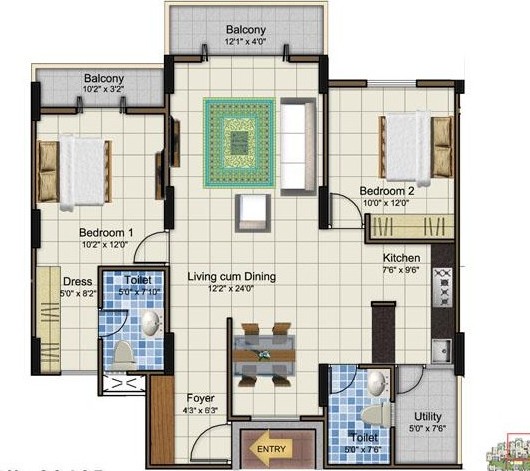 Balcony
12'1" x 4'0"
Balcony
10'2" x 3'2"
Bedroom 2
10'0" x 12'0"
Bedroom 1
10'2" x 12'0"
Kitchen
7'6" x 9'6"
Dress
5'0" x 8'2"
Toilet
5'0" x 7'10"
Living cum Dining
12'2" x 24'0"
Foyer
4'3" x 6'3"
Utility
5'0" x 7'6"
Toilet
5'0" x 7'6"
ENTRY